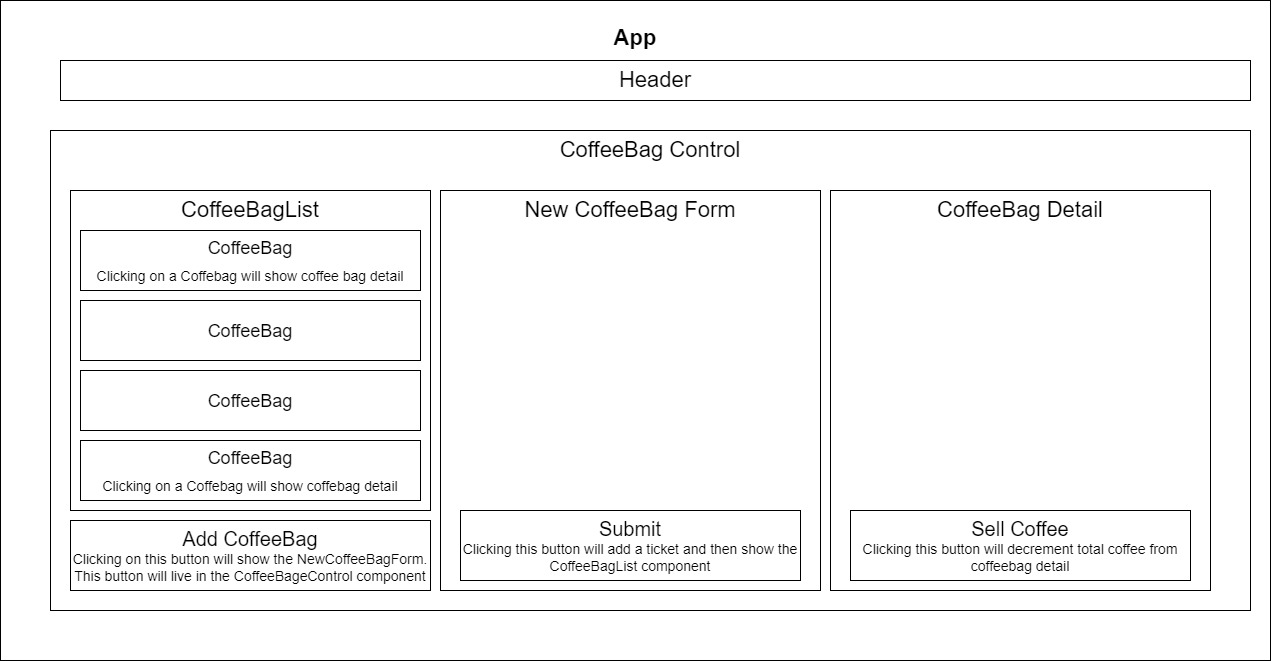 App
Header
CoffeeBag Control
CoffeeBagList
CoffeeBag
Clicking on a Coffebag will show coffee bag detail
CoffeeBag
CoffeeBag
CoffeeBag
Clicking on a Coffebag will show coffebag detail
Add CoffeeBag
Clicking on this button will show the NewCoffeeBagForm.
This button will live in the CoffeeBageControl component
New CoffeeBag Form
Submit
Clicking this button will add a ticket and then show the
CoffeeBagList component
CoffeeBag Detail
Sell Coffee
Clicking this button will decrement total coffee from
coffeebag detail